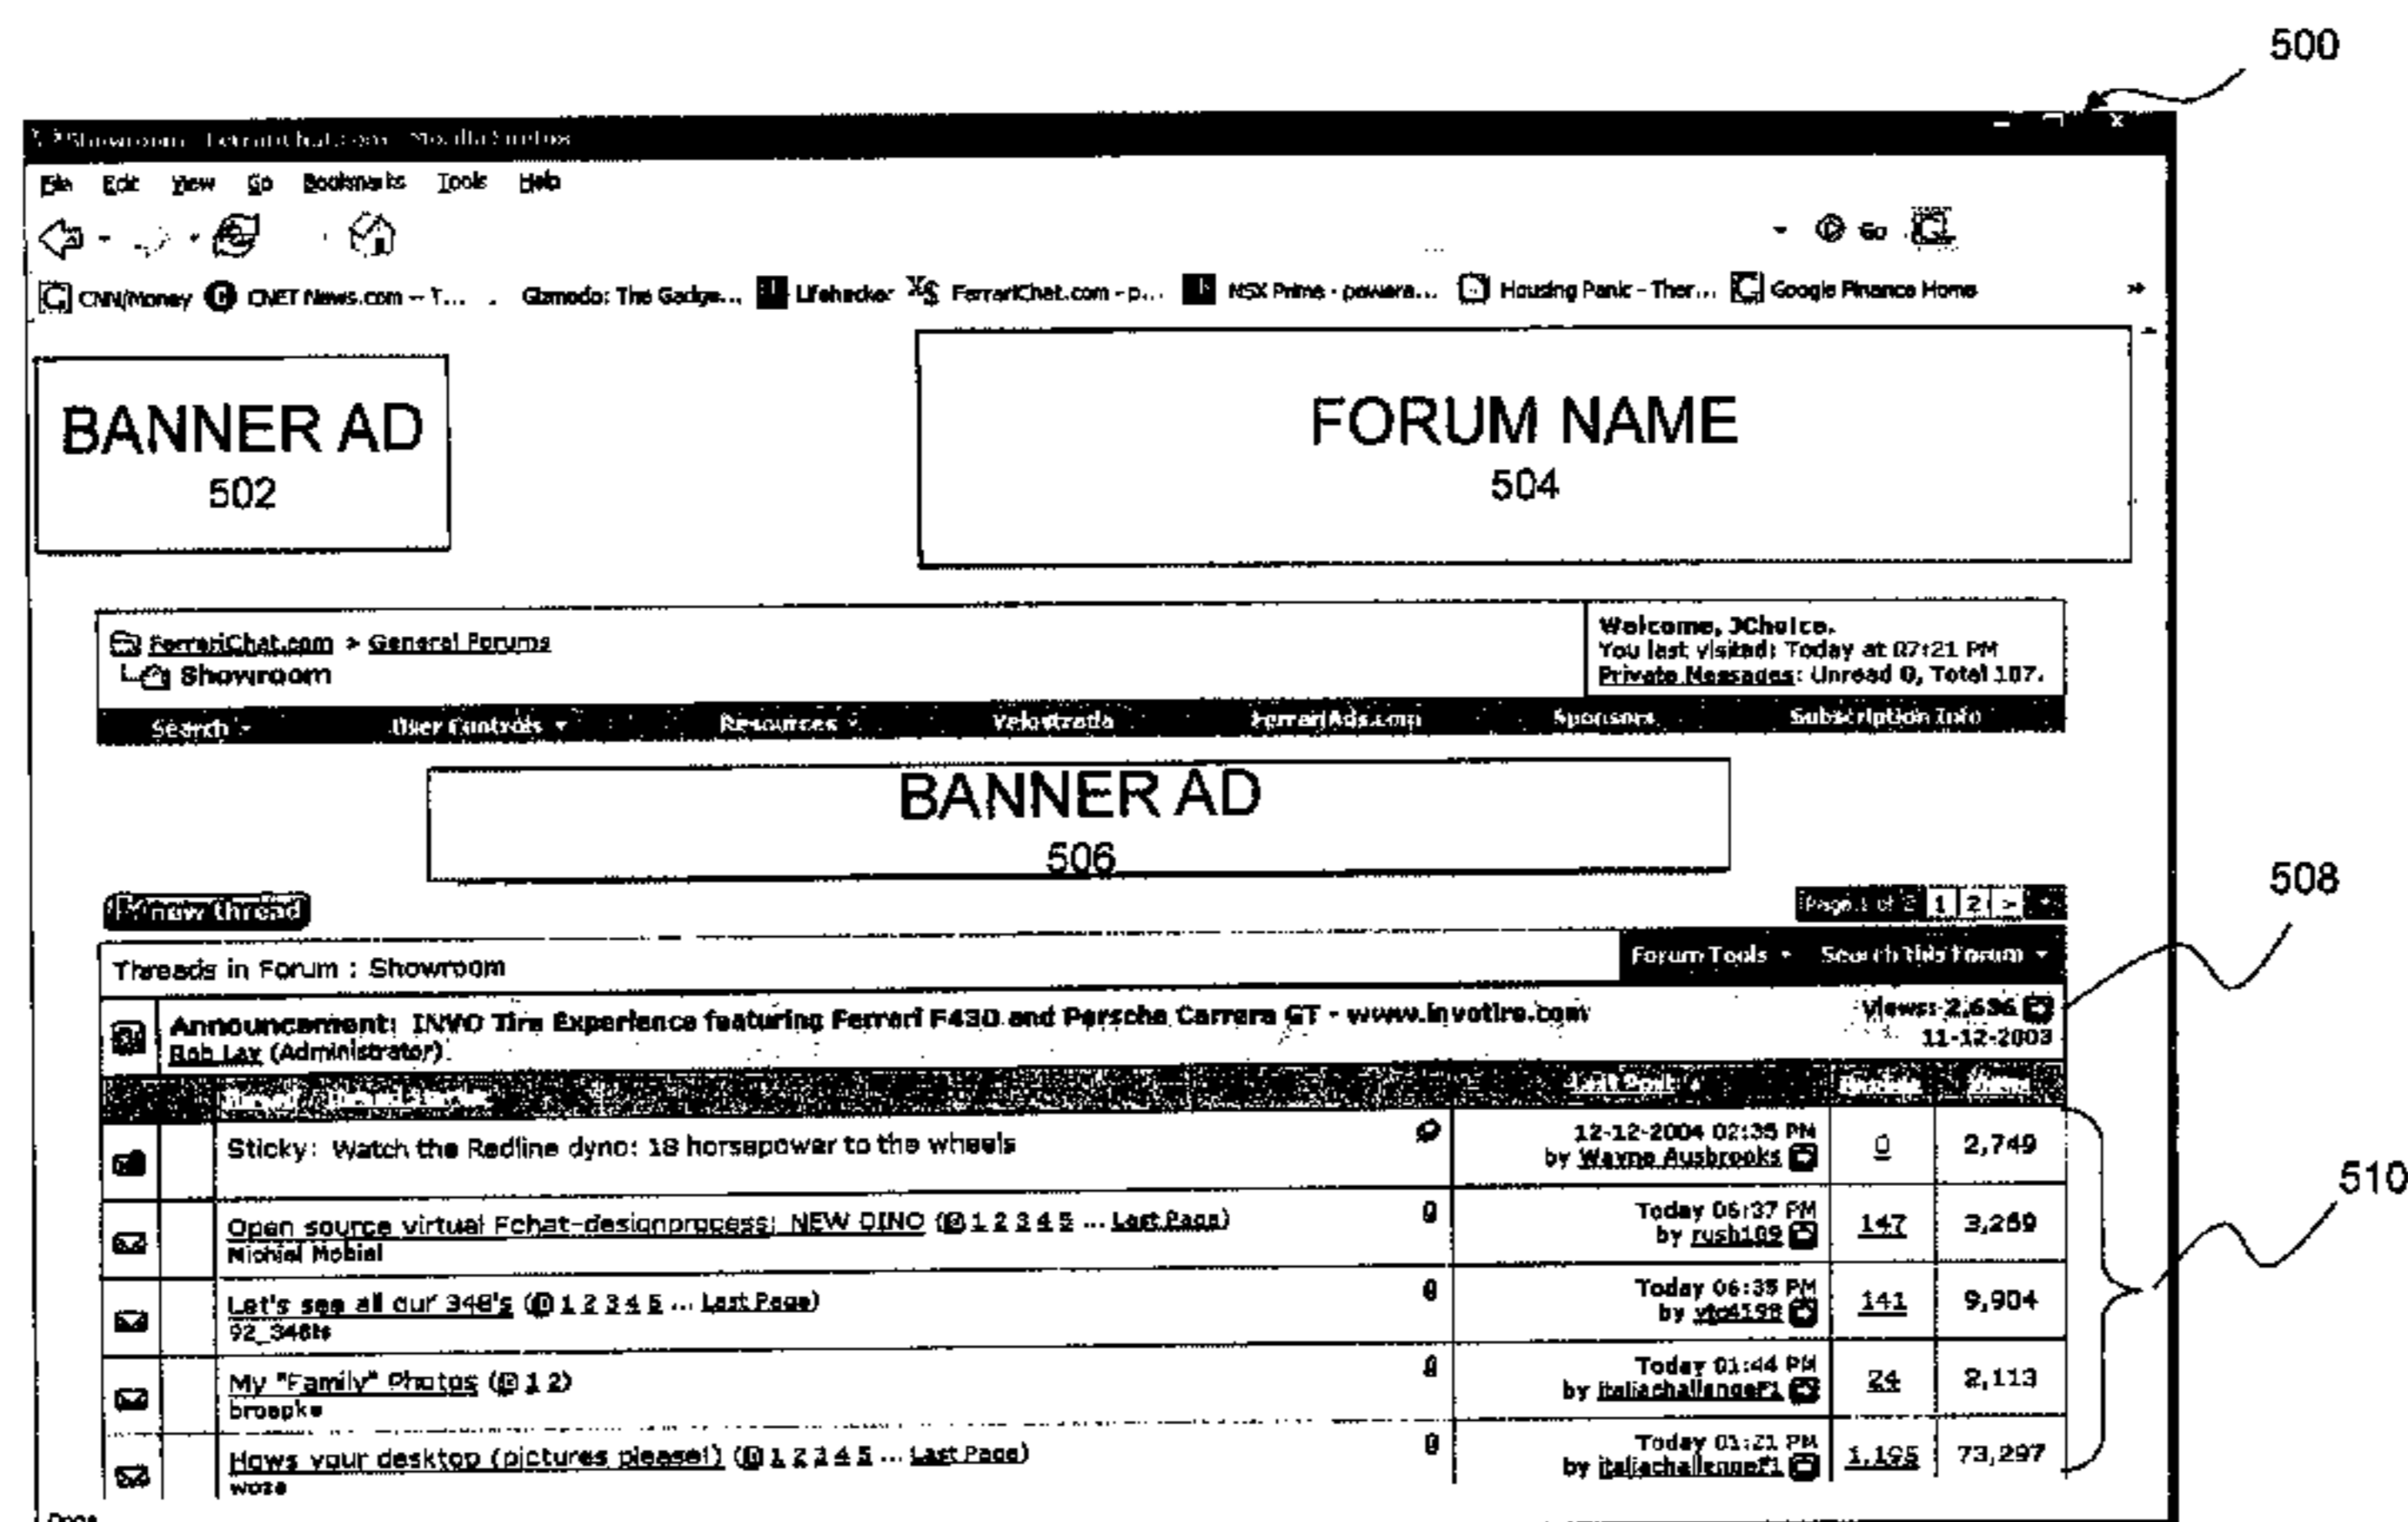 500
File Edit View Go Bookmarks Tools Help
Go
CNN/Money CNET News.com -- T... Gizmodo: The Gadge... Lifehacker FerrariChat.com - p... NSX Prime - powere... Housing Panic - Ther... Google Finance Home »
BANNER AD
502
FORUM NAME
504
FerrariChat.com > General Forums
Showroom
Welcome, JChoice.
You last visited: Today at 07:21 PM
Private Messages: Unread 0, Total 107.
Search User Controls Resources Velostrada FerrariAds.com Sponsors Subscription Info
BANNER AD
506
508
new thread
Page 1 of 2 1 2 >
Threads in Forum : Showroom
Forum Tools Search this Forum
Announcement: INVO Tire Experience featuring Ferrari F430 and Porsche Carrera GT - www.invotire.com
Views: 2,636
Rob Lay (Administrator)
11-12-2003
Last Post
Sticky: Watch the Redline dyno: 18 horsepower to the wheels
12-12-2004 02:35 PM
by Wayne Ausbrooks
0 2,749
510
Open source virtual Fchat-designprocess; NEW DINO (1 2 3 4 5 ... Last Page)
Michiel Mobiel
Today 06:37 PM
by rush109
147 3,269
Let's see all our 348's (1 2 3 4 5 ... Last Page)
92_348ts
Today 06:35 PM
by
141 9,904
My "Family" Photos (1 2)
broepke
Today 01:44 PM
by italiachallengeF1
24 2,113
Hows your desktop (pictures please!) (1 2 3 4 5 ... Last Page)
Today 01:21 PM
by italiachallengeF1
1,195 73,297
Done